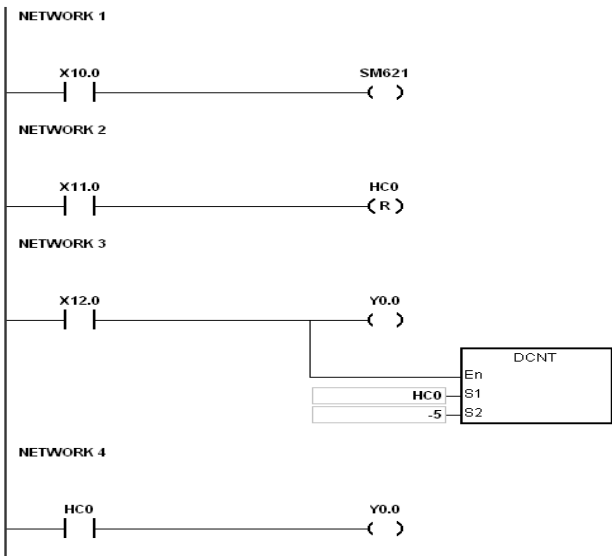 NETWORK 1
X10.0 SM621
( )
NETWORK 2
X11.0 HC0
( R )
NETWORK 3
X12.0 Y0.0
( )
DCNT
En
HC0 S1
-5 S2
NETWORK 4
HC0 Y0.0
( )